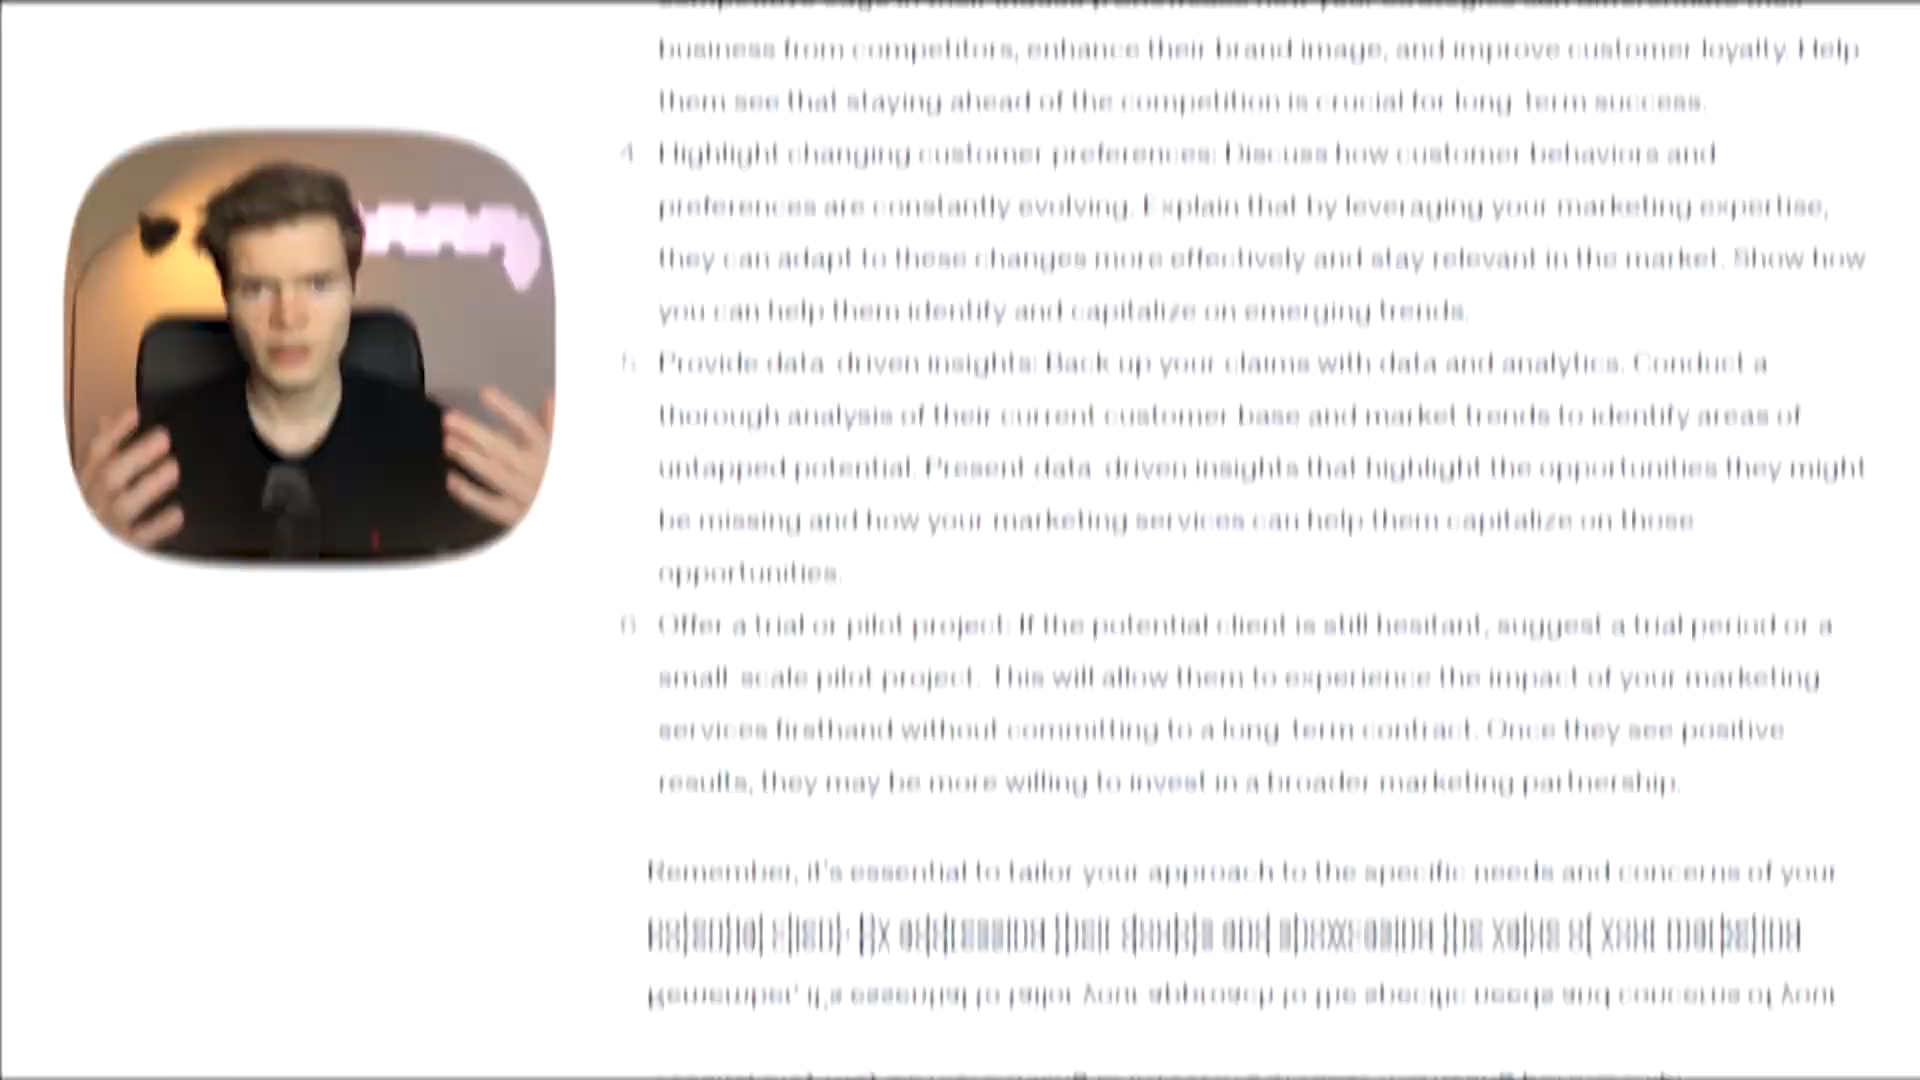 business from competitors, enhance their brand image, and improve customer loyalty. Help
them see that staying ahead of the competition is crucial for long-term success.
4. Highlight changing customer preferences: Discuss how customer behaviors and
preferences are constantly evolving. Explain that by leveraging your marketing expertise,
they can adapt to these changes more effectively and stay relevant in the market. Show how
you can help them identify and capitalize on emerging trends.
5. Provide data-driven insights: Back up your claims with data and analytics. Conduct a
thorough analysis of their current customer base and market trends to identify areas of
untapped potential. Present data-driven insights that highlight the opportunities they might
be missing and how your marketing services can help them capitalize on those
opportunities.
6. Offer a trial or pilot project: If the potential client is still hesitant, suggest a trial period or a
small-scale pilot project. This will allow them to experience the impact of your marketing
services firsthand without committing to a long-term contract. Once they see positive
results, they may be more willing to invest in a broader marketing partnership.
Remember, it's essential to tailor your approach to the specific needs and concerns of your